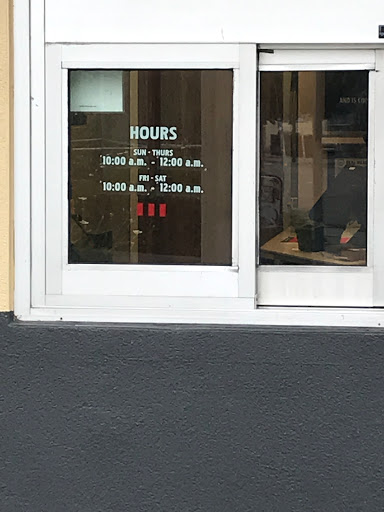 HOURS
SUN - THURS
10:00 a.m. - 12:00 a.m.
FRI - SAT
10:00 a.m. - 12:00 a.m.